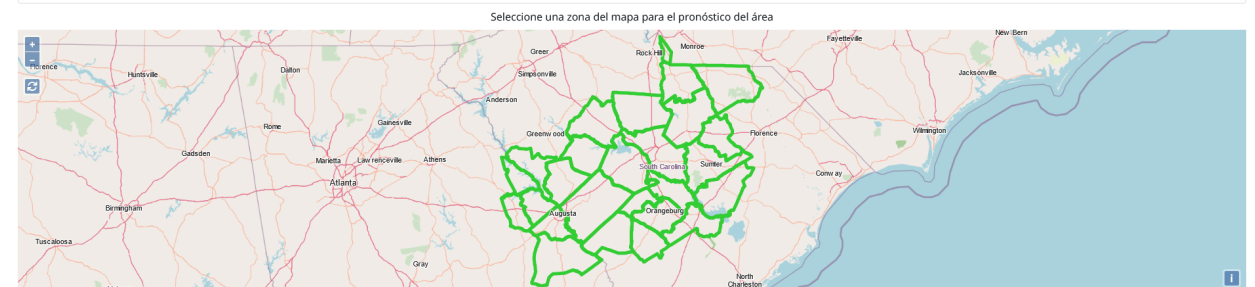 Seleccione una zona del mapa para el pronóstico del área
New Bern
Fayetteville
Monroe
Rock Hill
Greer
+
–
Florence
Huntsville
Dalton
Simpsonville
Jacksonville
Anderson
Gainesville
Rome
Greenwood
Florence
Wilmington
Gadsden
Marietta
Lawrenceville
Athens
South Carolina
Sumter
Conway
Atlanta
Birmingham
Augusta
Orangeburg
Tuscaloosa
Gray
North
Charleston
i